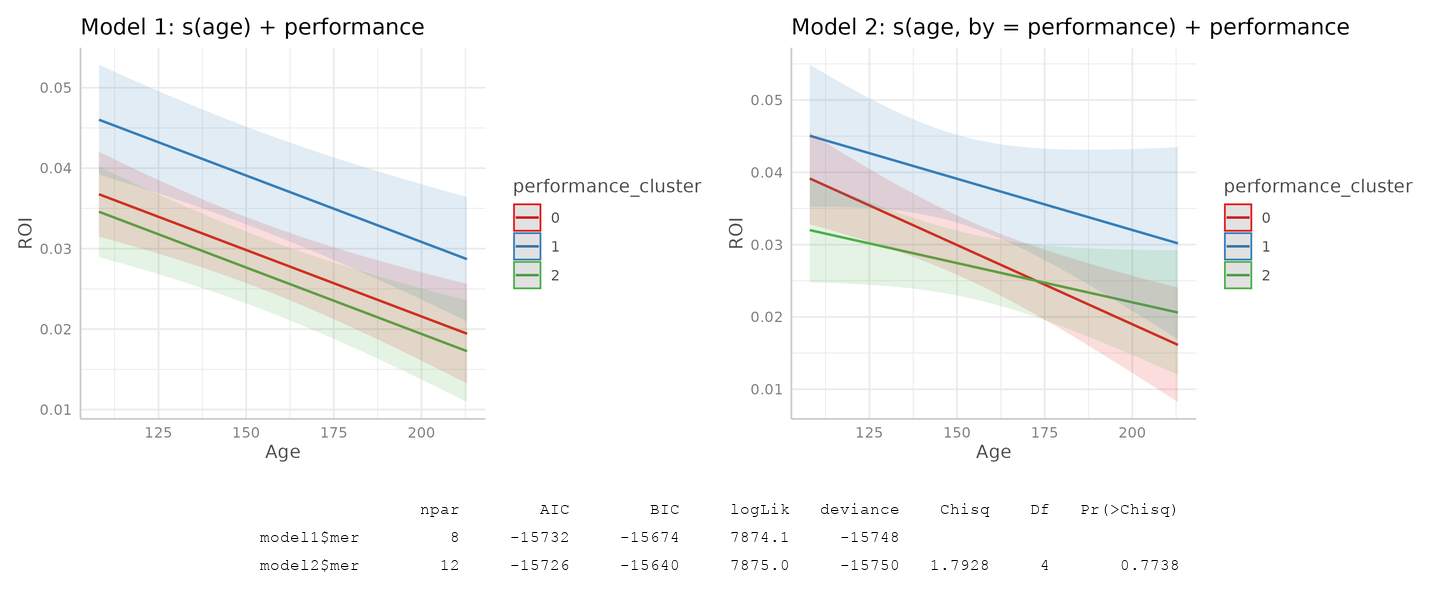 Model 1: s(age) + performance
0.05
0.04
0.03
0.02
0.01
ROI
125 150 175 200
Age
performance_cluster
0
1
2
Model 2: s(age, by = performance) + performance
0.05
0.04
0.03
0.02
0.01
ROI
125 150 175 200
Age
performance_cluster
0
1
2
npar AIC BIC logLik deviance Chisq Df Pr(>Chisq)
model1$mer 8 -15732 -15674 7874.1 -15748
model2$mer 12 -15726 -15640 7875.0 -15750 1.7928 4 0.7738